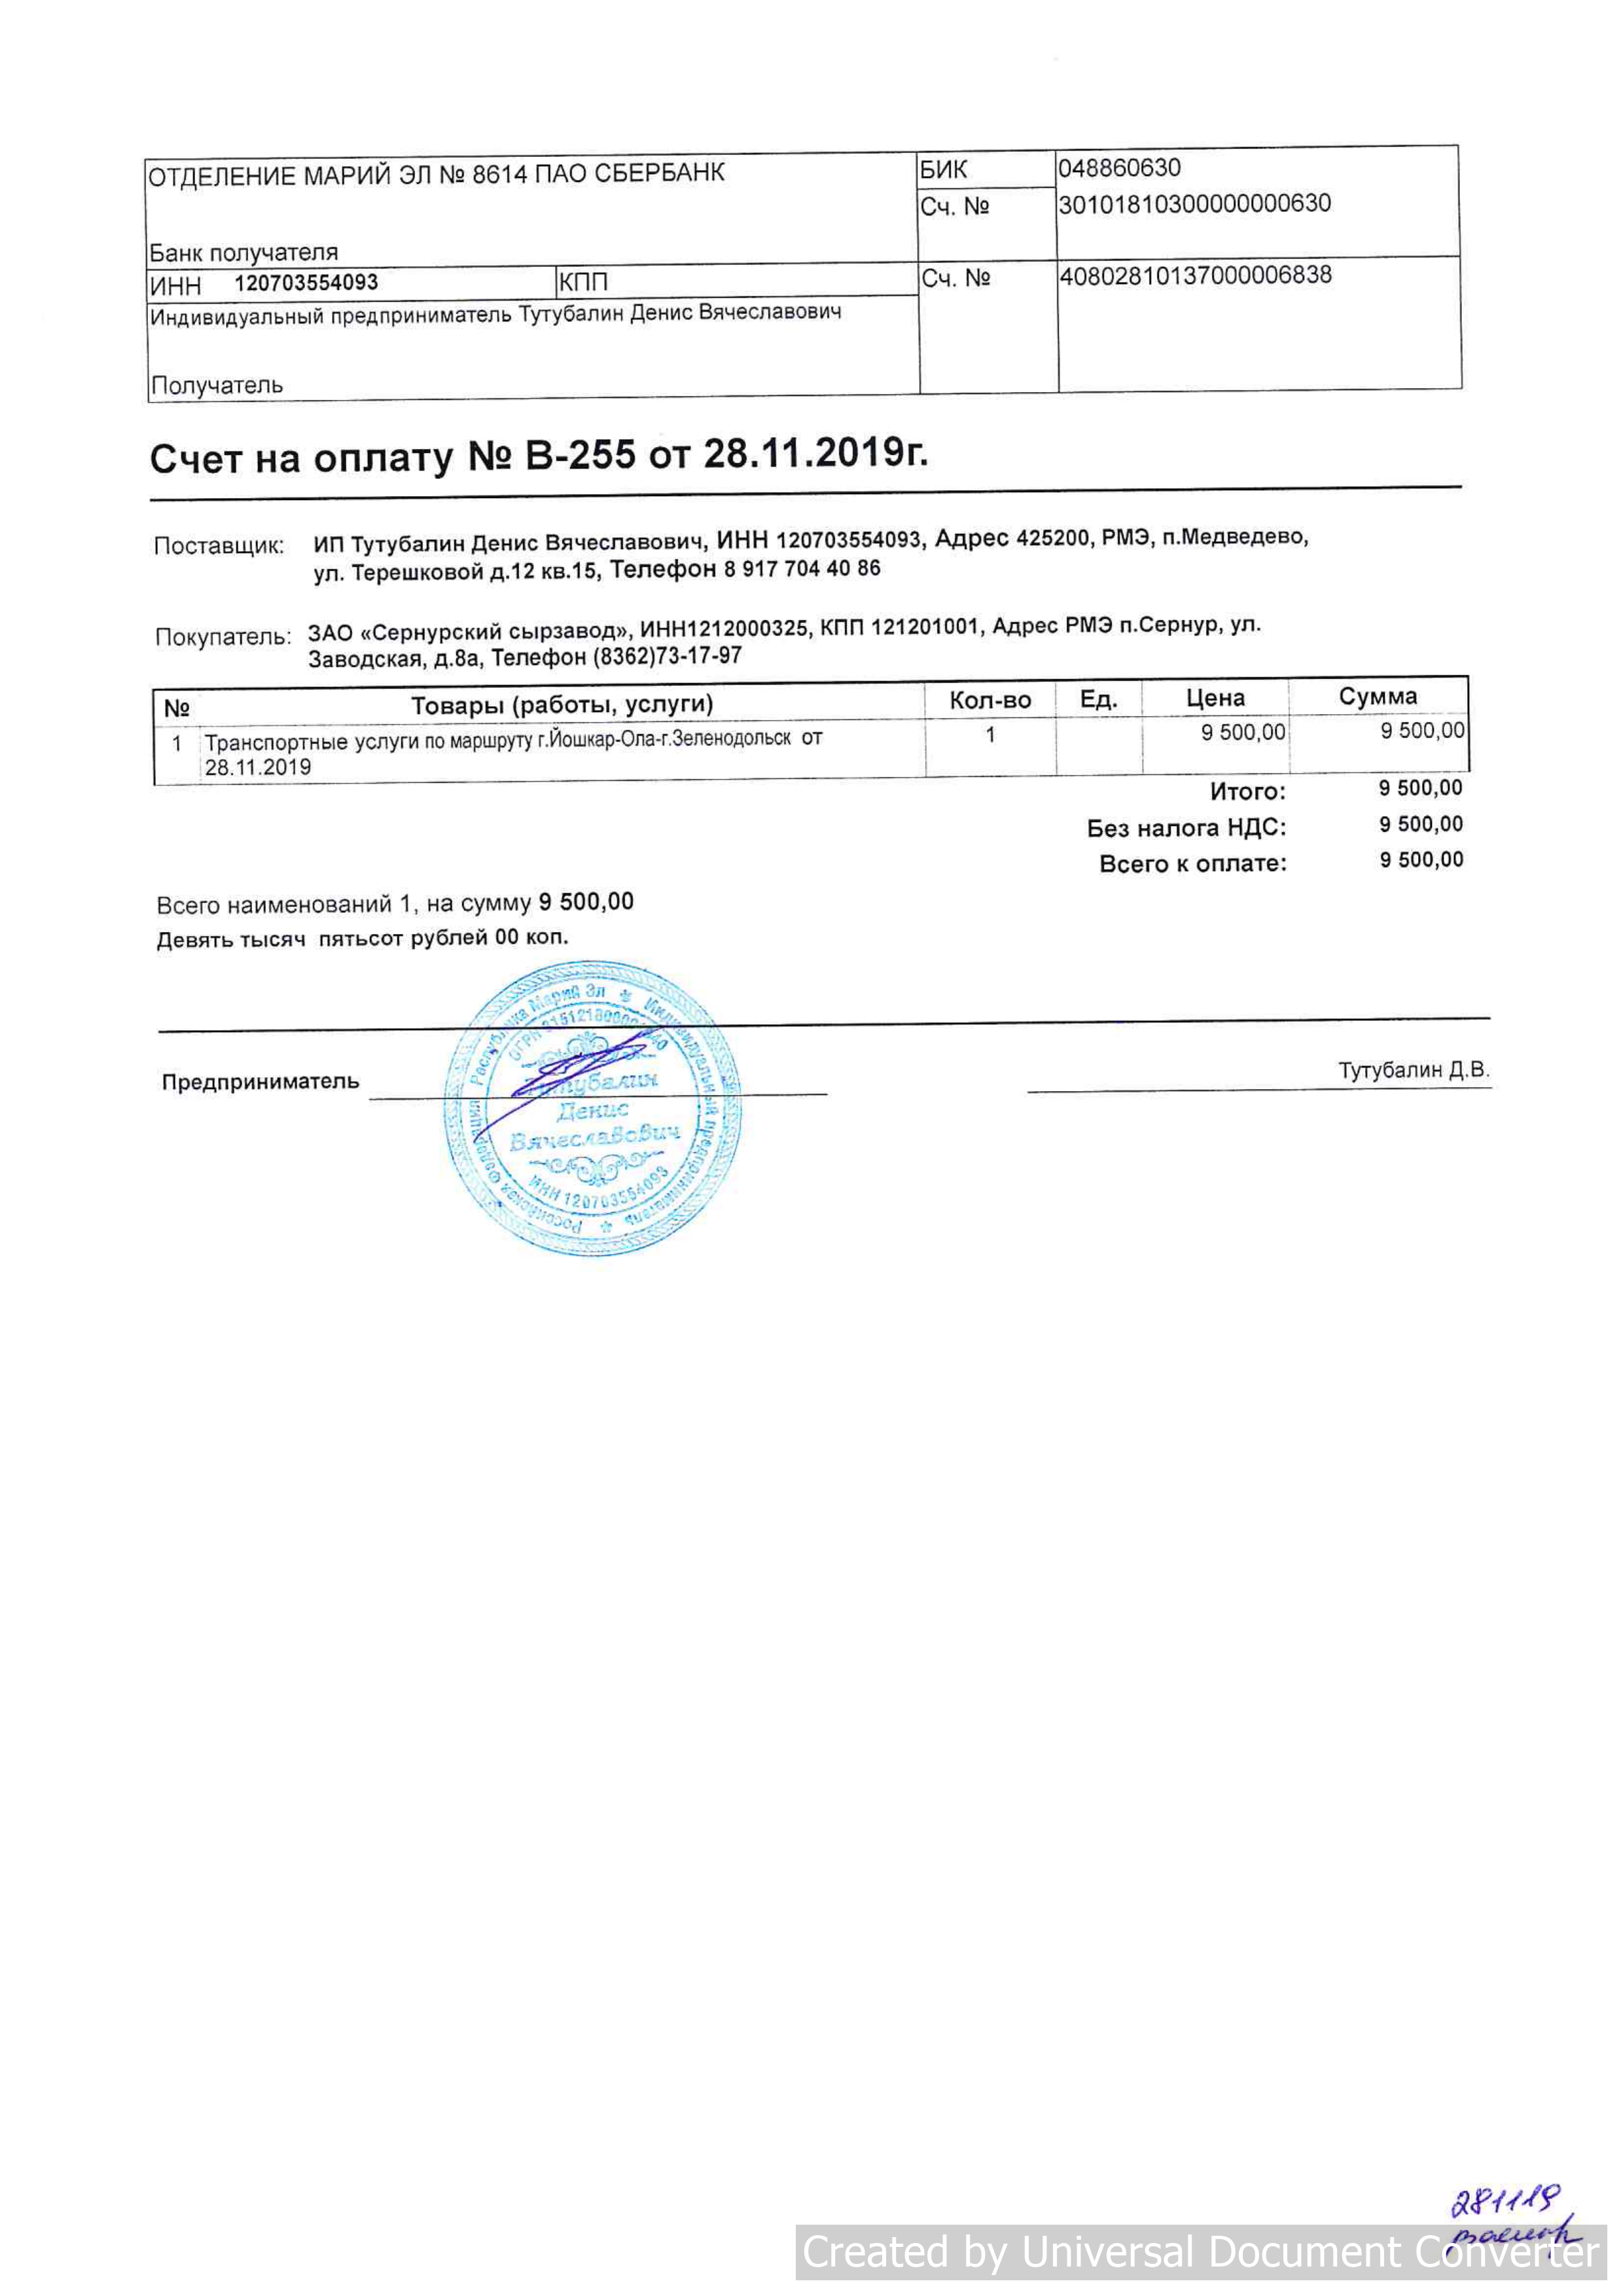 ОТДЕЛЕНИЕ МАРИЙ ЭЛ № 8614 ПАО СБЕРБАНК
БИК 048860630
Сч. № 30101810300000000630
Банк получателя
ИНН 120703554093 КПП
Сч. № 40802810137000006838
Индивидуальный предприниматель Тутубалин Денис Вячеславович
Получатель
Счет на оплату № В-255 от 28.11.2019г.
Поставщик: ИП Тутубалин Денис Вячеславович, ИНН 120703554093, Адрес 425200, РМЭ, п.Медведево,
ул. Терешковой д.12 кв.15, Телефон 8 917 704 40 86
Покупатель: ЗАО «Сернурский сырзавод», ИНН1212000325, КПП 121201001, Адрес РМЭ п.Сернур, ул.
Заводская, д.8а, Телефон (8362)73-17-97
№ Товары (работы, услуги) Кол-во Ед. Цена Сумма
1 Транспортные услуги по маршруту г.Йошкар-Ола-г.Зеленодольск от 1 9 500,00 9 500,00
28.11.2019
Итого: 9 500,00
Без налога НДС: 9 500,00
Всего к оплате: 9 500,00
Всего наименований 1, на сумму 9 500,00
Девять тысяч пятьсот рублей 00 коп.
Российская Федерация Республика Марий Эл * Индивидуальный предприниматель *
ОГРН
Предприниматель
Тутубалин Д.В.
Тутубалин
Денис
Вячеславович
ИНН 120703554093
281119
Created by Universal Document Converter